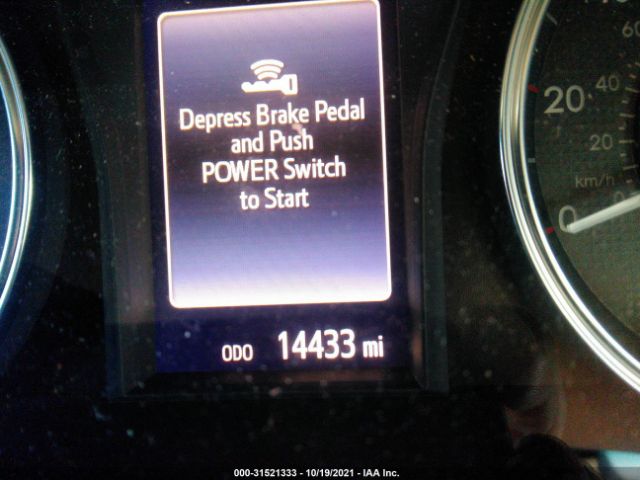 Depress Brake Pedal
and Push
POWER Switch
to Start
ODO 14433 mi
60
20 40
20
km/h
0
000-31521333 - 10/19/2021 - IAA Inc.